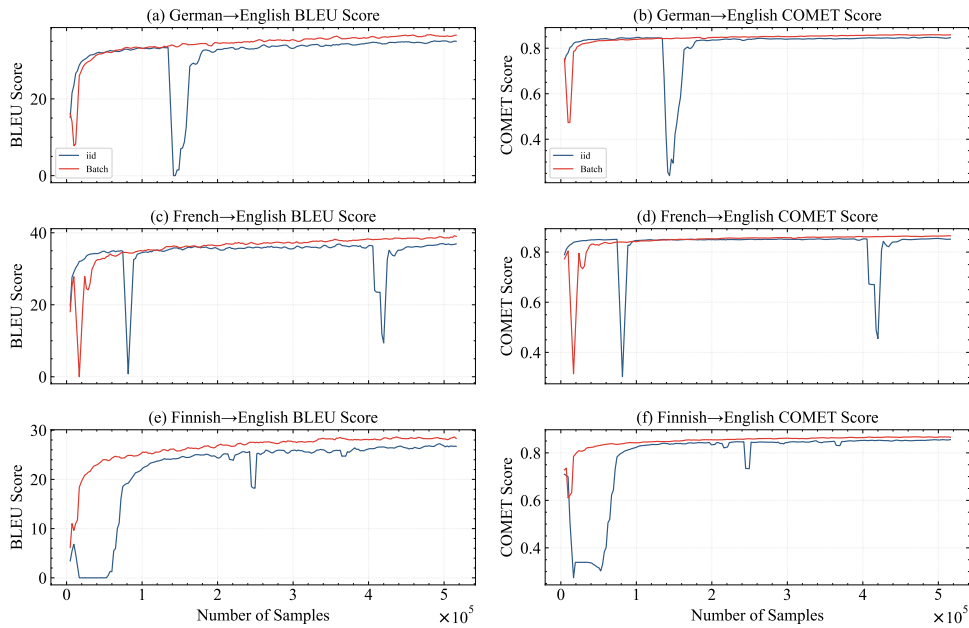 (a) German→English BLEU Score
(b) German→English COMET Score
BLEU Score
20
0
iid
Batch
COMET Score
0.8
0.6
0.4
iid
Batch
(c) French→English BLEU Score
(d) French→English COMET Score
BLEU Score
40
20
0
COMET Score
0.8
0.6
0.4
(e) Finnish→English BLEU Score
(f) Finnish→English COMET Score
BLEU Score
30
20
10
0
COMET Score
0.8
0.6
0.4
0 1 2 3 4 5
Number of Samples
×10⁵
0 1 2 3 4 5
Number of Samples
×10⁵